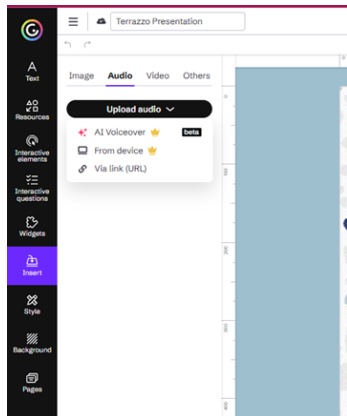 Terrazzo Presentation
Text
Resources
Interactive
elements
Interactive
questions
Widgets
Insert
Style
Background
Pages
Image Audio Video Others
Upload audio
AI Voiceover beta
From device
Via link (URL)